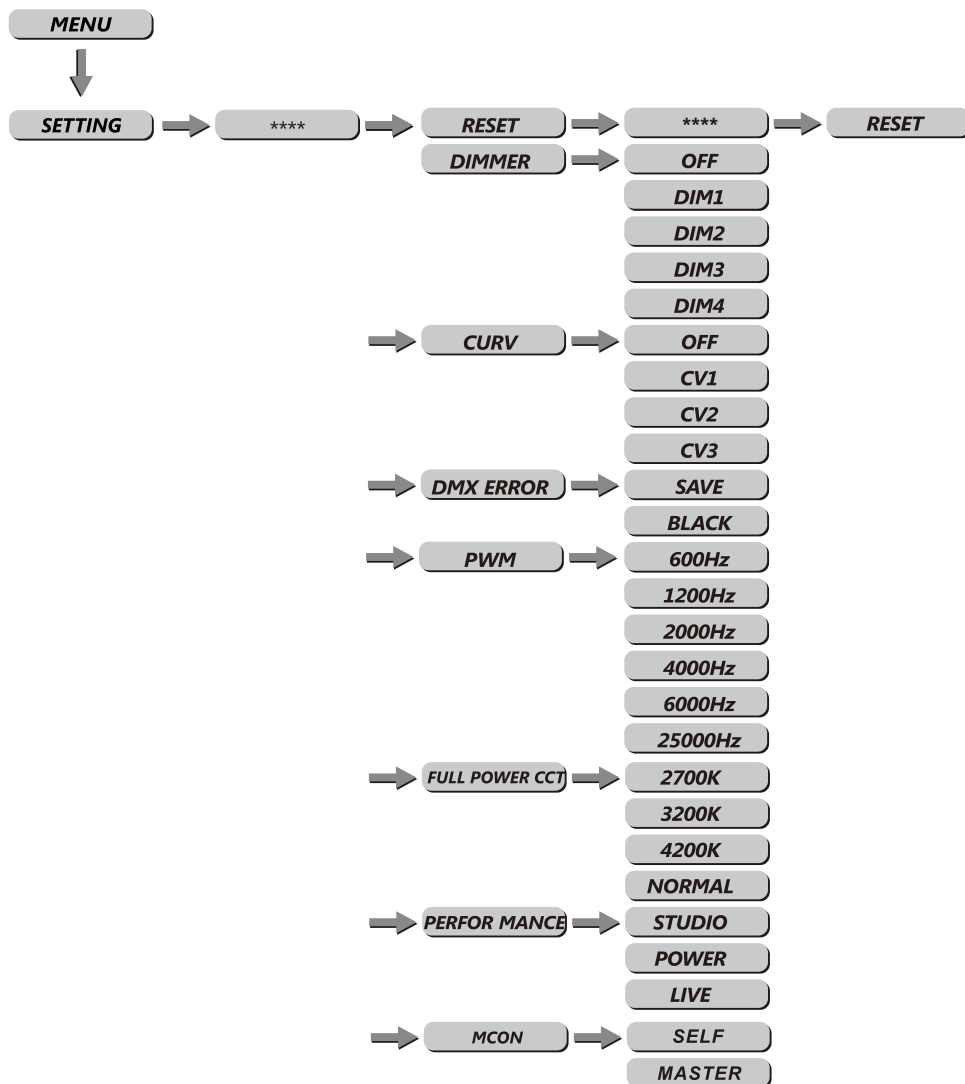 MENU
SETTING **** RESET **** RESET
DIMMER OFF
DIM1
DIM2
DIM3
DIM4
CURV OFF
CV1
CV2
CV3
DMX ERROR SAVE
BLACK
PWM 600Hz
1200Hz
2000Hz
4000Hz
6000Hz
25000Hz
FULL POWER CCT 2700K
3200K
4200K
NORMAL
PERFOR MANCE STUDIO
POWER
LIVE
MCON SELF
MASTER